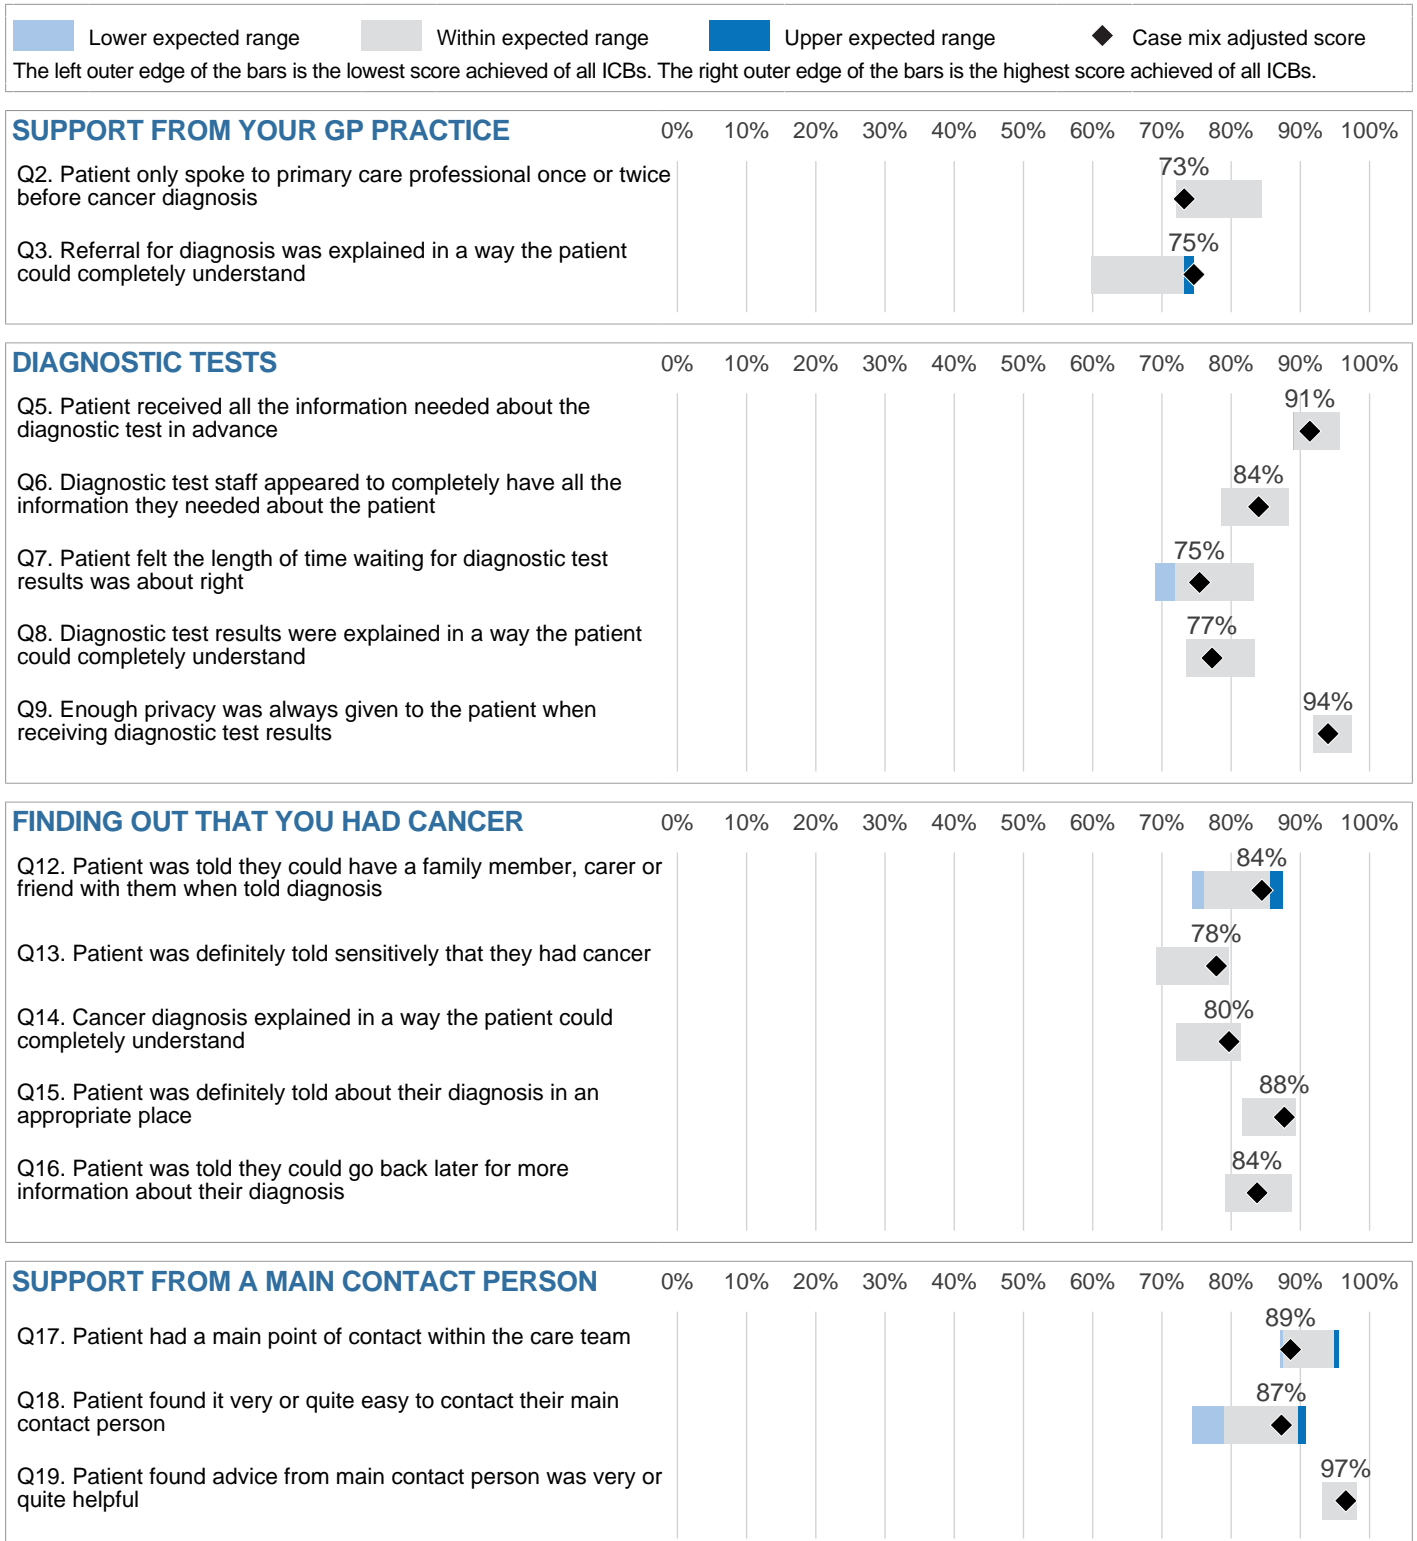 Lower expected range Within expected range Upper expected range Case mix adjusted score
The left outer edge of the bars is the lowest score achieved of all ICBs. The right outer edge of the bars is the highest score achieved of all ICBs.
SUPPORT FROM YOUR GP PRACTICE 0% 10% 20% 30% 40% 50% 60% 70% 80% 90% 100%
73%
Q2. Patient only spoke to primary care professional once or twice
before cancer diagnosis
75%
Q3. Referral for diagnosis was explained in a way the patient
could completely understand
DIAGNOSTIC TESTS 0% 10% 20% 30% 40% 50% 60% 70% 80% 90% 100%
91%
Q5. Patient received all the information needed about the
diagnostic test in advance
84%
Q6. Diagnostic test staff appeared to completely have all the
information they needed about the patient
75%
Q7. Patient felt the length of time waiting for diagnostic test
results was about right
77%
Q8. Diagnostic test results were explained in a way the patient
could completely understand
94%
Q9. Enough privacy was always given to the patient when
receiving diagnostic test results
FINDING OUT THAT YOU HAD CANCER 0% 10% 20% 30% 40% 50% 60% 70% 80% 90% 100%
84%
Q12. Patient was told they could have a family member, carer or
friend with them when told diagnosis
78%
Q13. Patient was definitely told sensitively that they had cancer
80%
Q14. Cancer diagnosis explained in a way the patient could
completely understand
88%
Q15. Patient was definitely told about their diagnosis in an
appropriate place
84%
Q16. Patient was told they could go back later for more
information about their diagnosis
SUPPORT FROM A MAIN CONTACT PERSON 0% 10% 20% 30% 40% 50% 60% 70% 80% 90% 100%
89%
Q17. Patient had a main point of contact within the care team
87%
Q18. Patient found it very or quite easy to contact their main
contact person
97%
Q19. Patient found advice from main contact person was very or
quite helpful